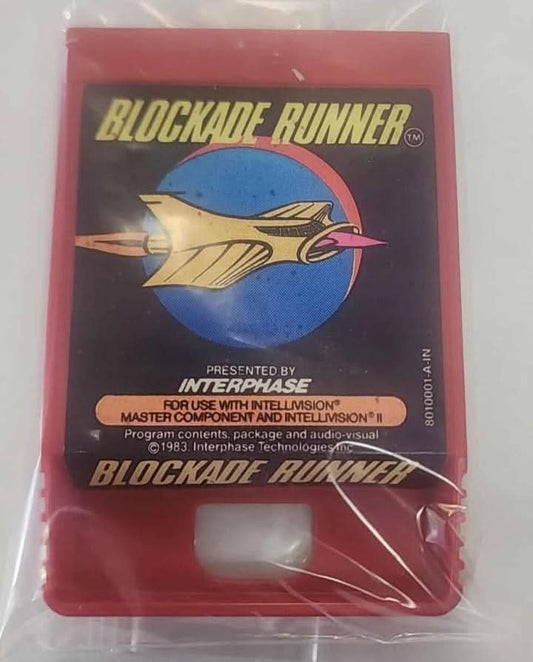 BLOCKADE RUNNER TM
PRESENTED BY
INTERPHASE
FOR USE WITH INTELLIVISION®
MASTER COMPONENT AND INTELLIVISION® II
Program contents, package and audio-visual
©1983, Interphase Technologies Inc
8010001-A-IN
BLOCKADE RUNNER